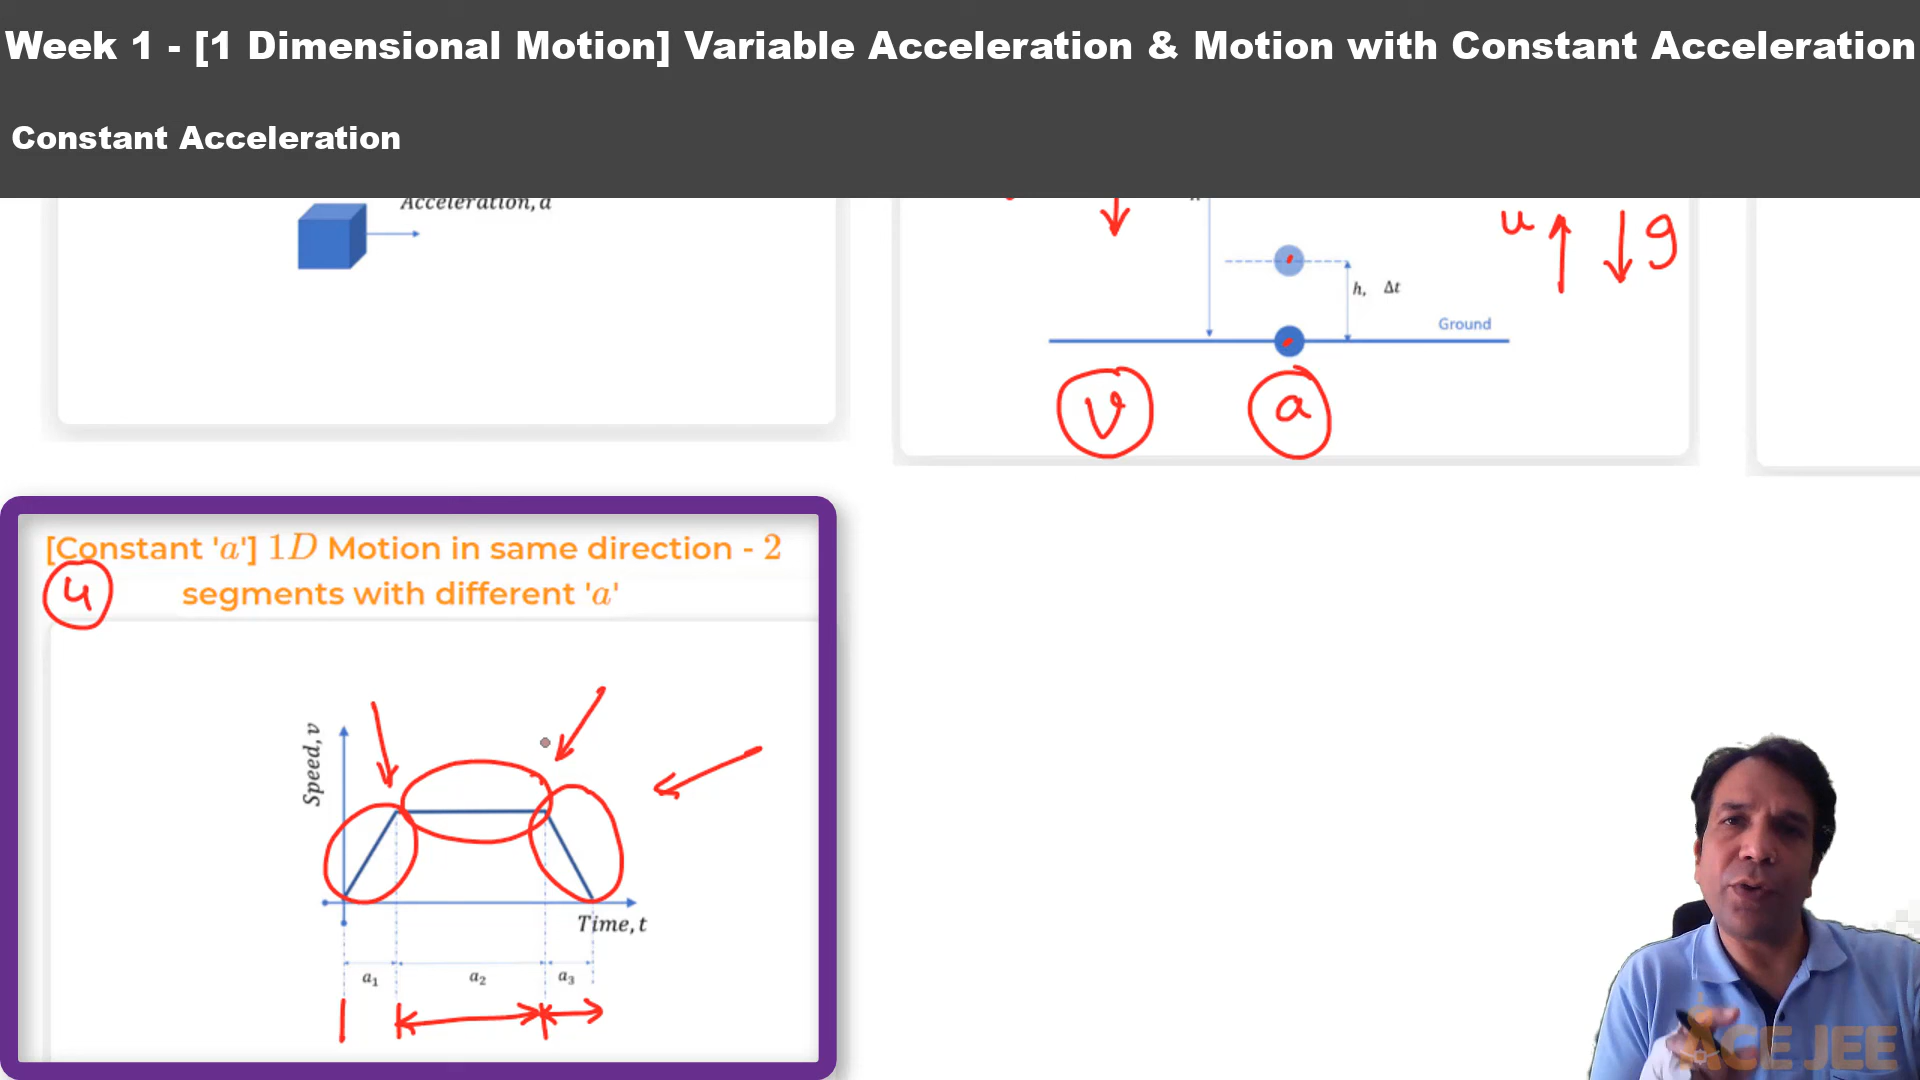 Week 1 - [1 Dimensional Motion] Variable Acceleration & Motion with Constant Acceleration
Constant Acceleration
Acceleration, a
u g
h, Δt
Ground
v a
[Constant 'a'] 1D Motion in same direction - 2
segments with different 'a'
4
Speed, v
Time, t
a₁ a₂ a₃
ACE JEE